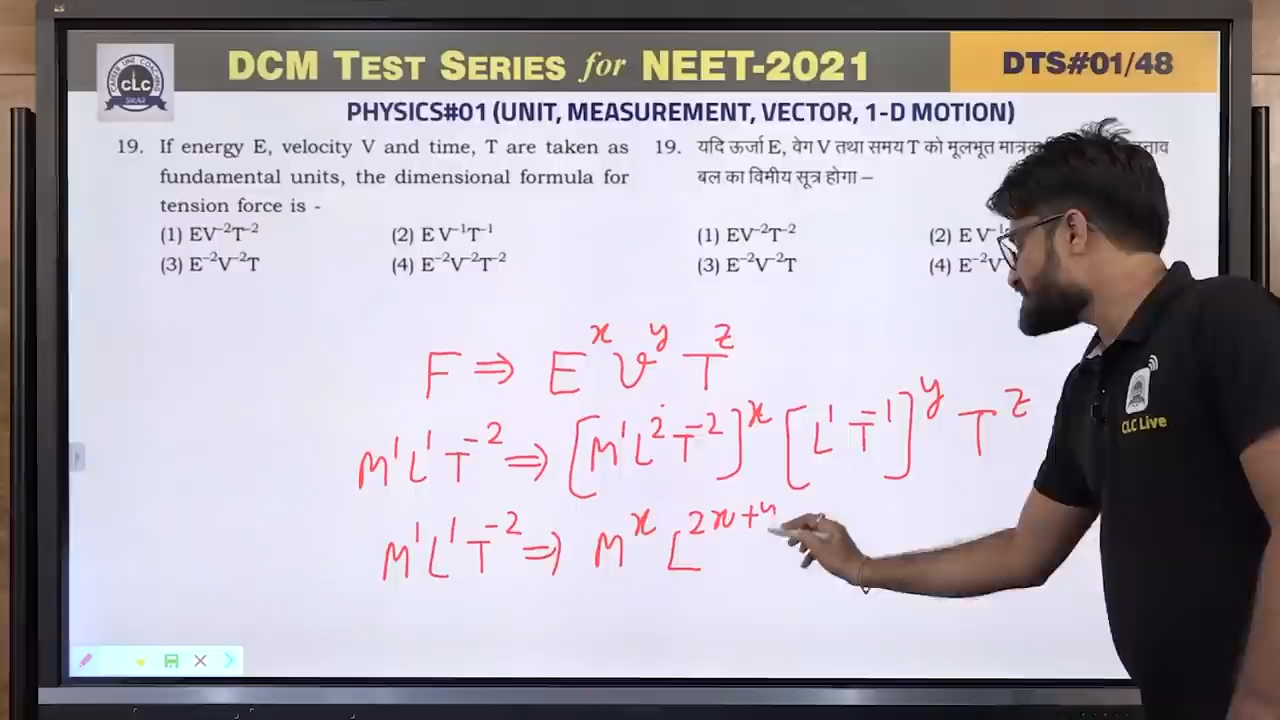 DCM TEST SERIES for NEET-2021
DTS#01/48
CLC
SIKAR
PHYSICS#01 (UNIT, MEASUREMENT, VECTOR, 1-D MOTION)
19. If energy E, velocity V and time, T are taken as
fundamental units, the dimensional formula for
tension force is -
(1) EV⁻²T⁻² (2) EV⁻¹T⁻¹
(3) E⁻²V⁻²T (4) E⁻²V⁻²T⁻²
19. यदि ऊर्जा E, वेग V तथा समय T को मूलभूत
बल का विमीय सूत्र होगा –
(1) EV⁻²T⁻² (2) EV⁻¹
(3) E⁻²V⁻²T (4) E⁻²V
F ⇒ E^x v^y T^z
M¹L¹T⁻² ⇒ [M¹L²T⁻²]^x [L¹T⁻¹]^y T^z
M¹L¹T⁻² ⇒ M^x L^2x+y
CLC Live